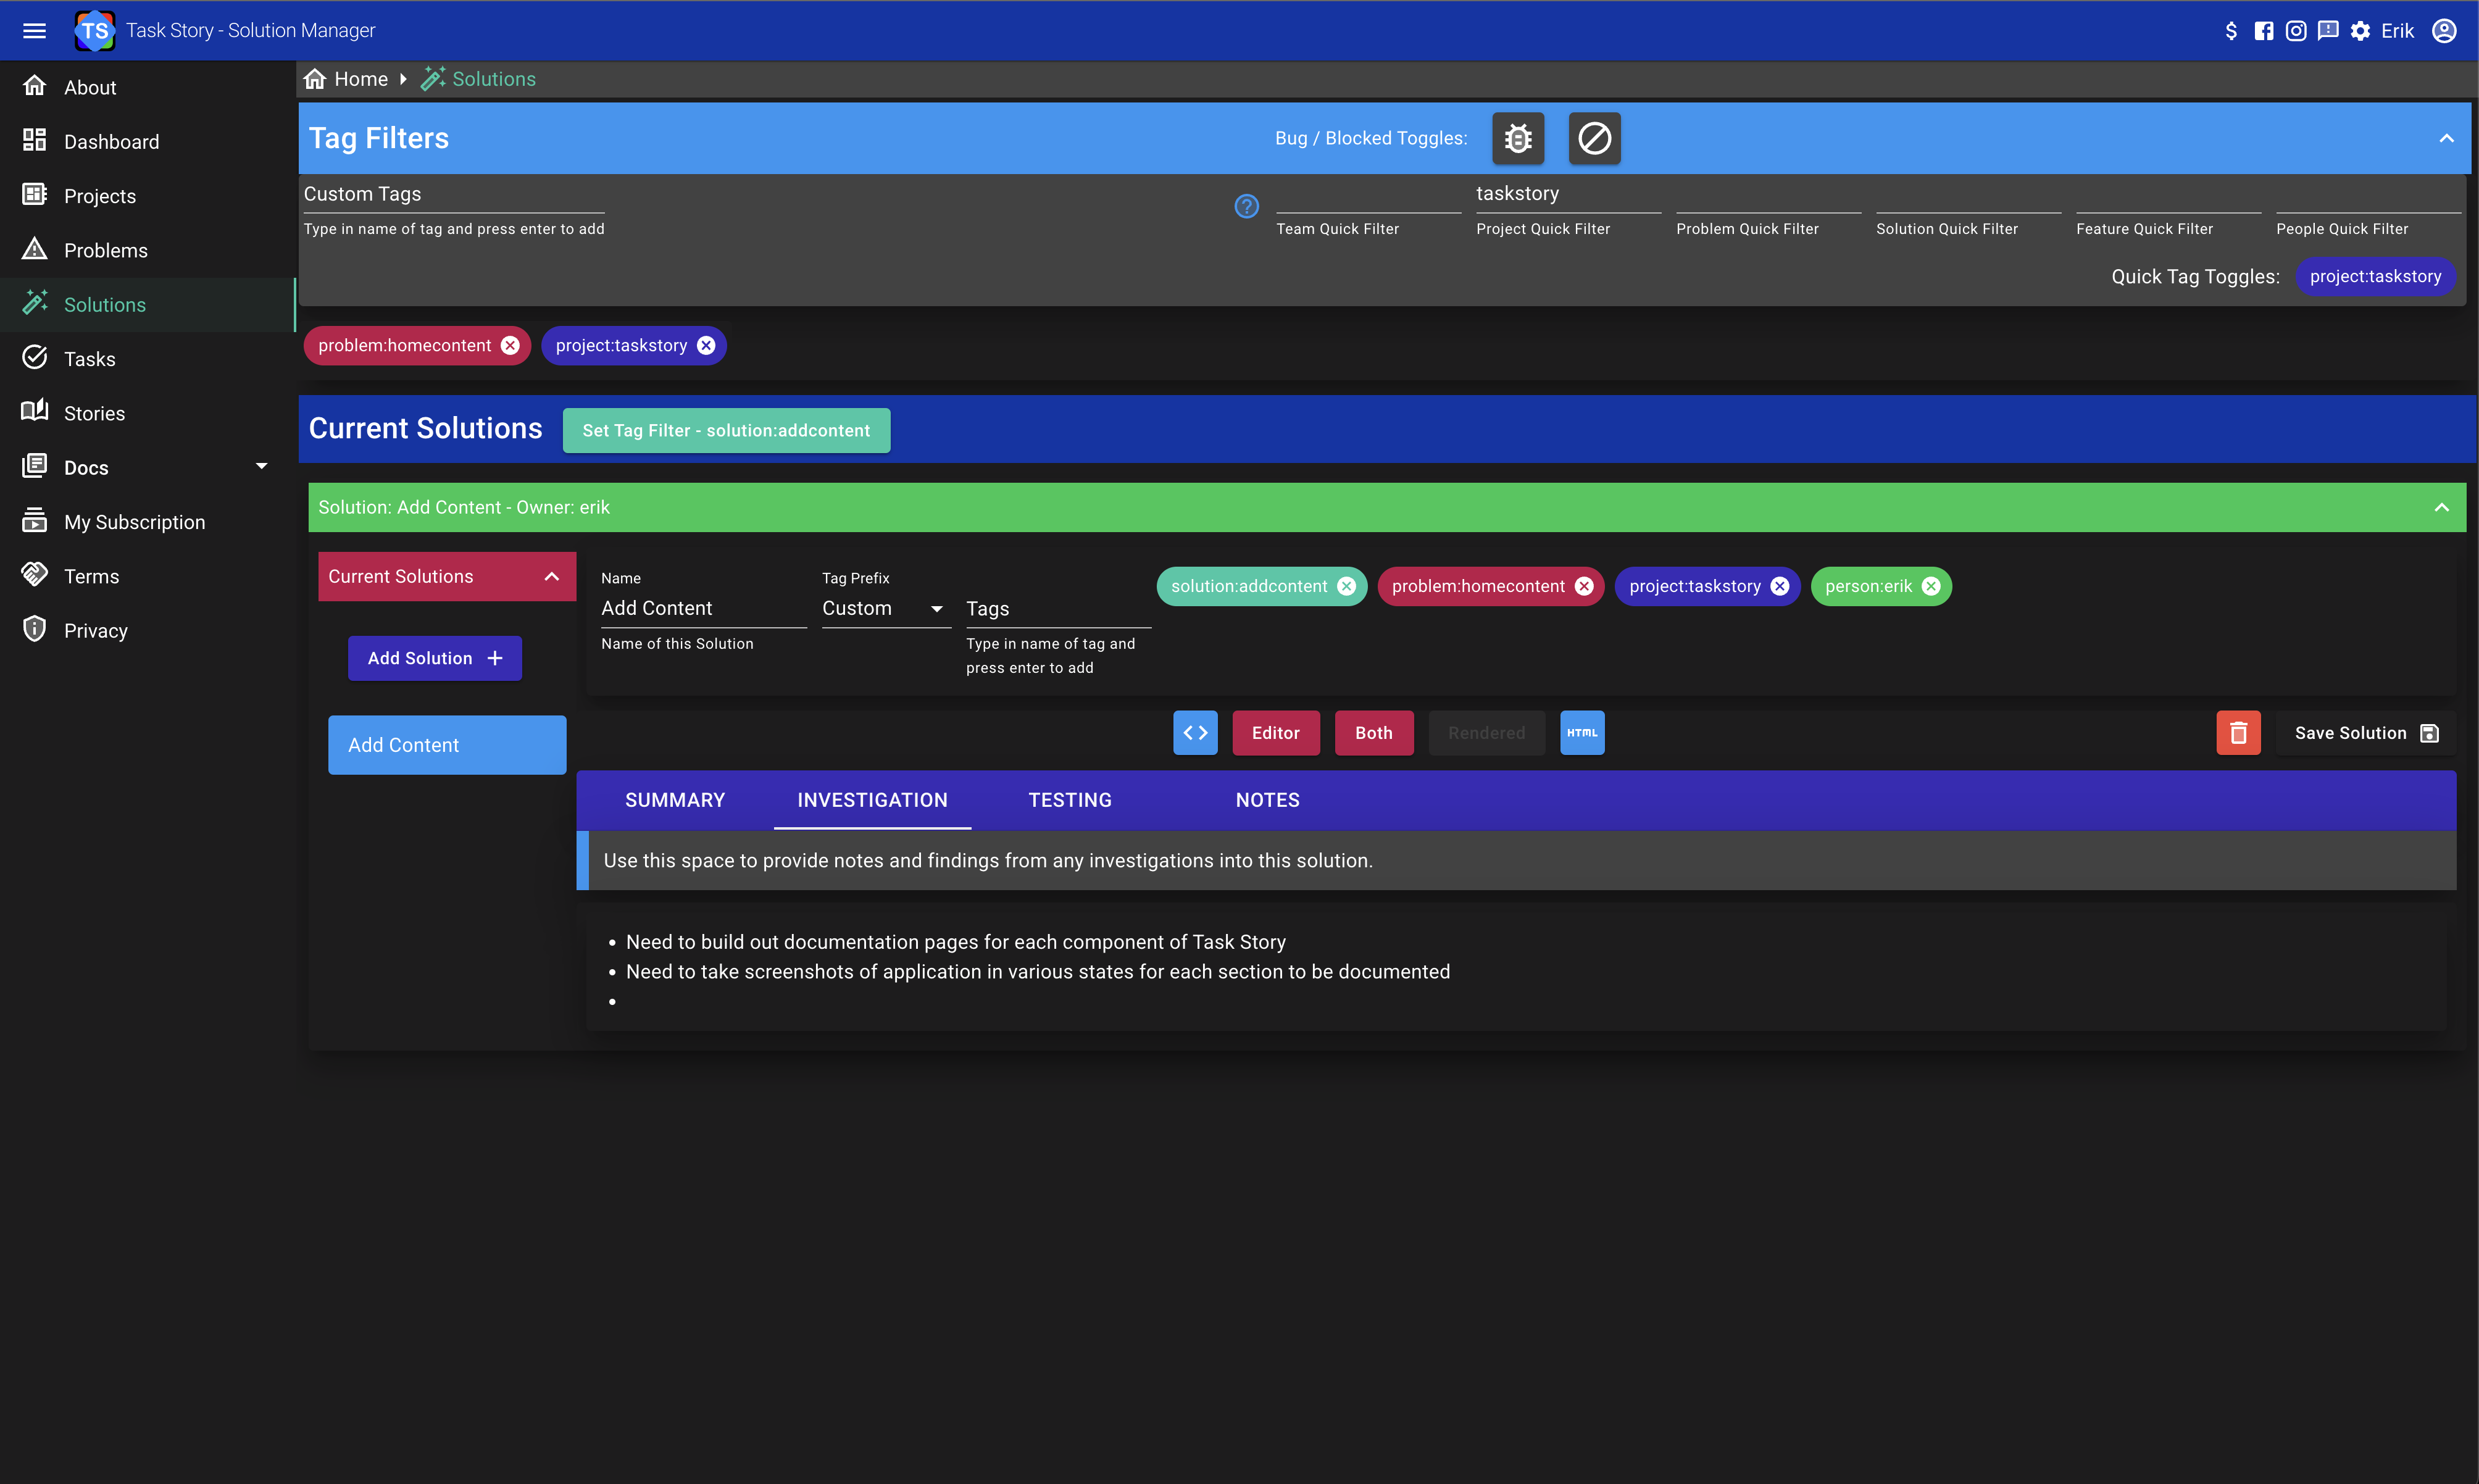 TS Task Story - Solution Manager
Erik
About
Dashboard
Projects
Problems
Solutions
Tasks
Stories
Docs
My Subscription
Terms
Privacy
Home Solutions
Tag Filters
Bug / Blocked Toggles:
Custom Tags
Type in name of tag and press enter to add
Team Quick Filter
taskstory
Project Quick Filter
Problem Quick Filter
Solution Quick Filter
Feature Quick Filter
People Quick Filter
Quick Tag Toggles: project:taskstory
problem:homecontent project:taskstory
Current Solutions Set Tag Filter - solution:addcontent
Solution: Add Content - Owner: erik
Current Solutions
Add Solution
Add Content
Name
Add Content
Name of this Solution
Tag Prefix
Custom
Tags
Type in name of tag and
press enter to add
solution:addcontent problem:homecontent project:taskstory person:erik
Editor Both Rendered HTML Save Solution
SUMMARY INVESTIGATION TESTING NOTES
Use this space to provide notes and findings from any investigations into this solution.
• Need to build out documentation pages for each component of Task Story
• Need to take screenshots of application in various states for each section to be documented
•